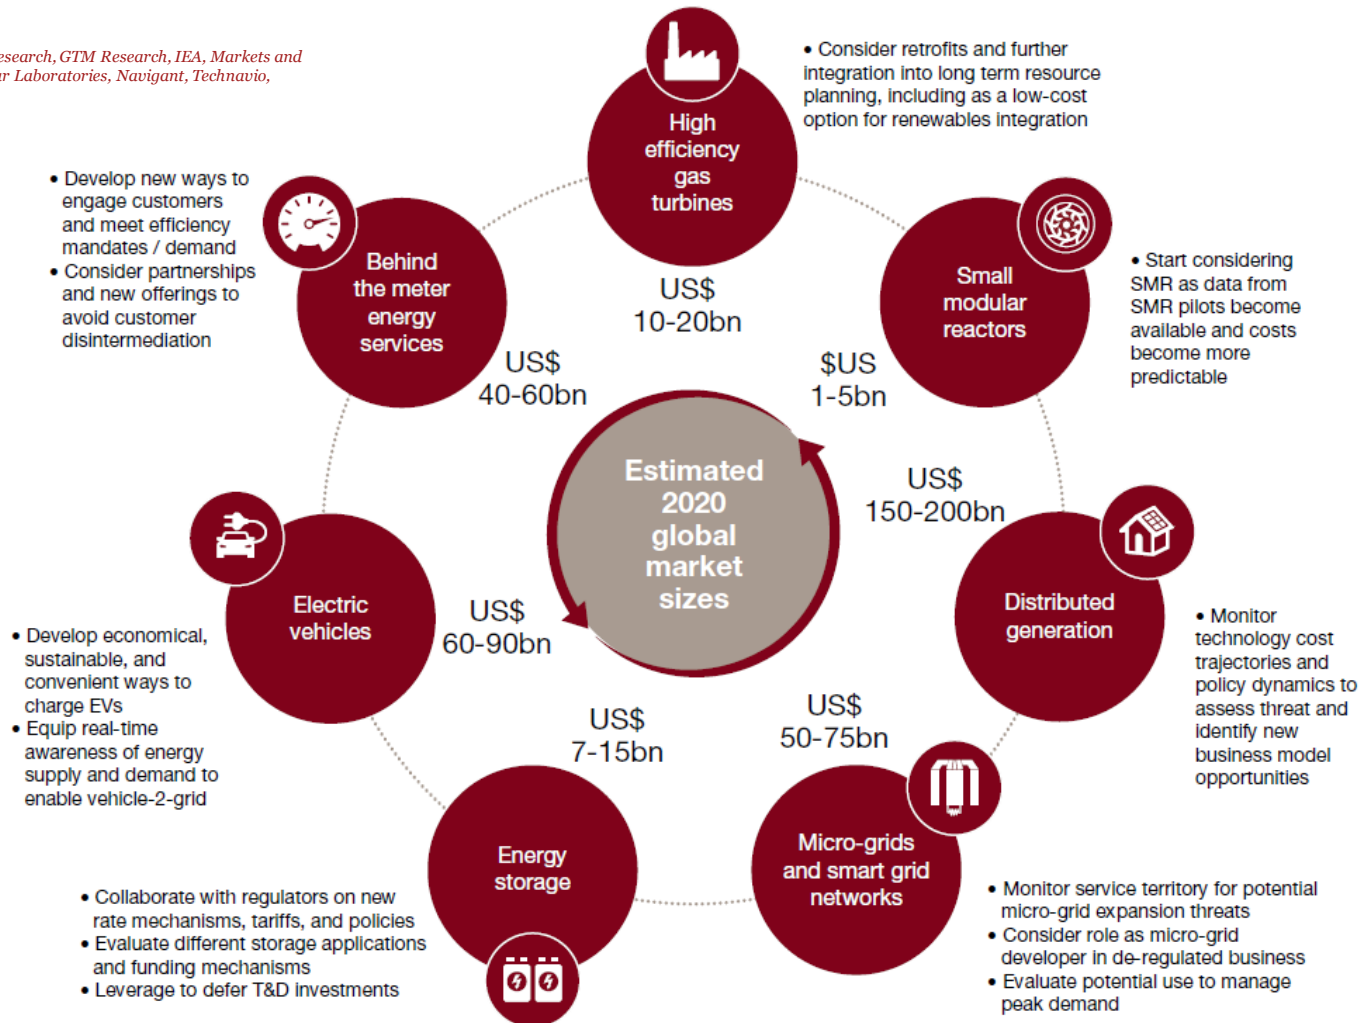 esearch, GTM Research, IEA, Markets and
r Laboratories, Navigant, Technavio,
• Consider retrofits and further
integration into long term resource
planning, including as a low-cost
option for renewables integration
High
efficiency
gas
turbines
US$
10-20bn
• Develop new ways to
engage customers
and meet efficiency
mandates / demand
• Consider partnerships
and new offerings to
avoid customer
disintermediation
Behind
the meter
energy
services
US$
40-60bn
Small
modular
reactors
$US
1-5bn
• Start considering
SMR as data from
SMR pilots become
available and costs
become more
predictable
Estimated
2020
global
market
sizes
US$
150-200bn
Distributed
generation
• Monitor
technology cost
trajectories and
policy dynamics to
assess threat and
identify new
business model
opportunities
Electric
vehicles
US$
60-90bn
• Develop economical,
sustainable, and
convenient ways to
charge EVs
• Equip real-time
awareness of energy
supply and demand to
enable vehicle-2-grid
US$
7-15bn
Energy
storage
• Collaborate with regulators on new
rate mechanisms, tariffs, and policies
• Evaluate different storage applications
and funding mechanisms
• Leverage to defer T&D investments
US$
50-75bn
Micro-grids
and smart grid
networks
• Monitor service territory for potential
micro-grid expansion threats
• Consider role as micro-grid
developer in de-regulated business
• Evaluate potential use to manage
peak demand